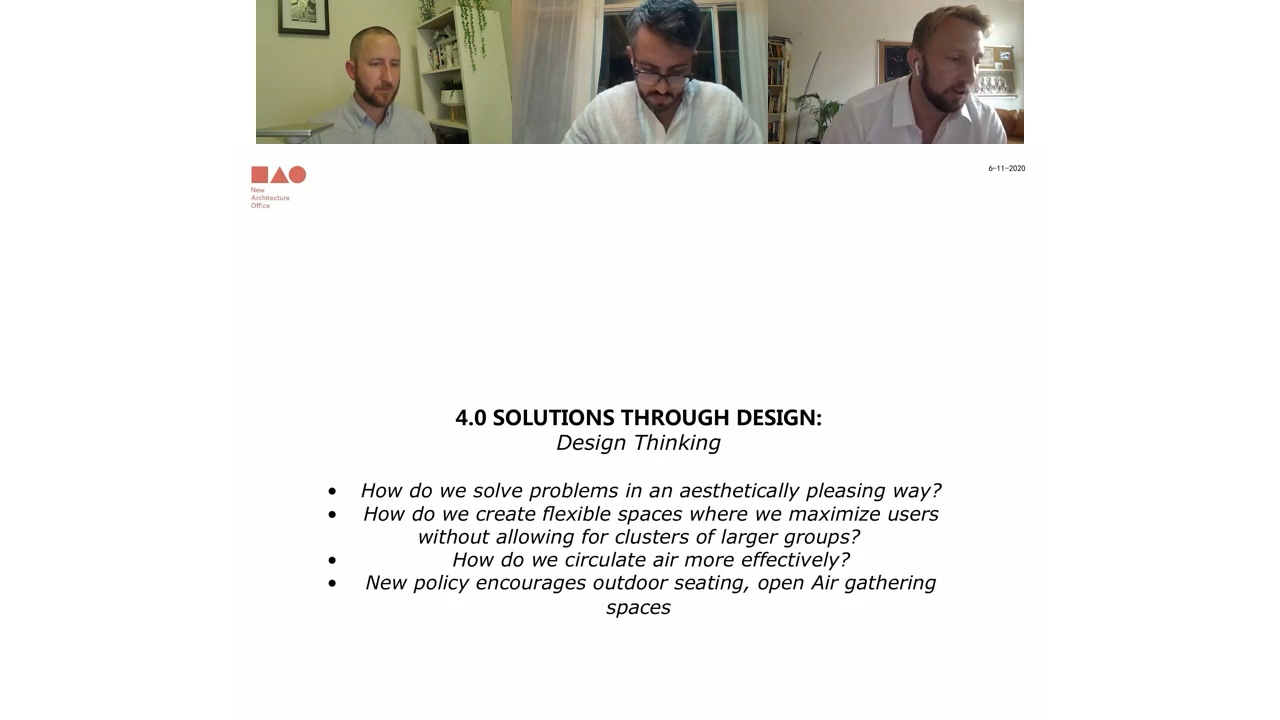 6-11-2020
New
Architecture
Office
4.0 SOLUTIONS THROUGH DESIGN:
Design Thinking
• How do we solve problems in an aesthetically pleasing way?
• How do we create flexible spaces where we maximize users
without allowing for clusters of larger groups?
• How do we circulate air more effectively?
• New policy encourages outdoor seating, open Air gathering
spaces